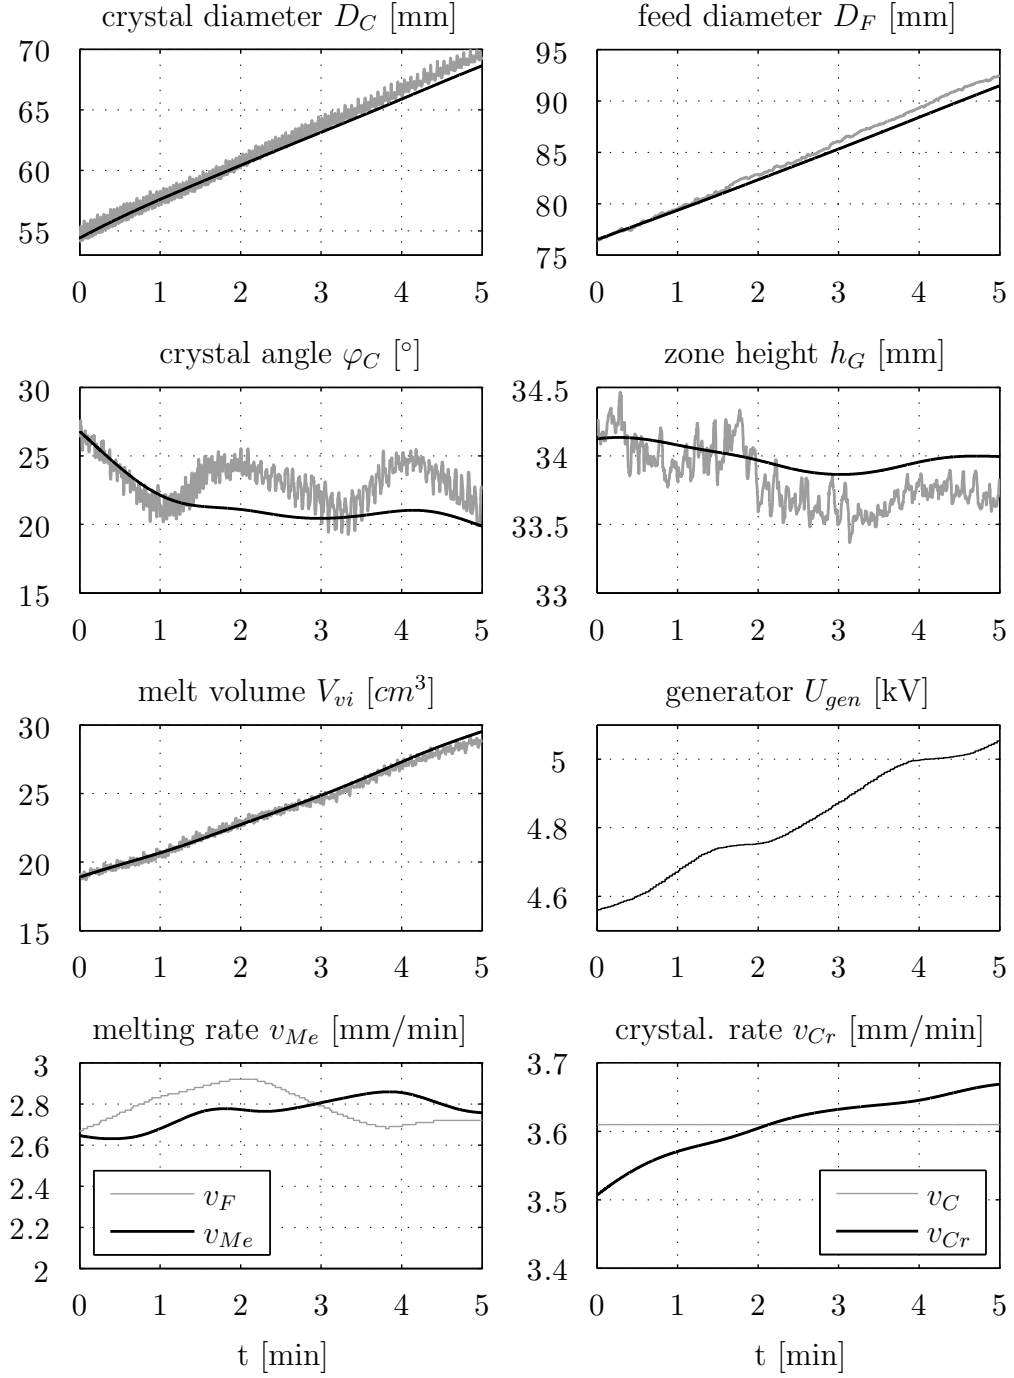 crystal diameter D_C [mm]
70
65
60
55
0 1 2 3 4 5
feed diameter D_F [mm]
95
90
85
80
75
0 1 2 3 4 5
crystal angle φ_C [°]
30
25
20
15
0 1 2 3 4 5
zone height h_G [mm]
34.5
34
33.5
33
0 1 2 3 4 5
melt volume V_vi [cm³]
30
25
20
15
0 1 2 3 4 5
generator U_gen [kV]
5
4.8
4.6
0 1 2 3 4 5
melting rate v_Me [mm/min]
3
2.8
2.6
2.4
2.2
2
v_F
v_Me
0 1 2 3 4 5
t [min]
crystal. rate v_Cr [mm/min]
3.7
3.6
3.5
3.4
v_C
v_Cr
0 1 2 3 4 5
t [min]